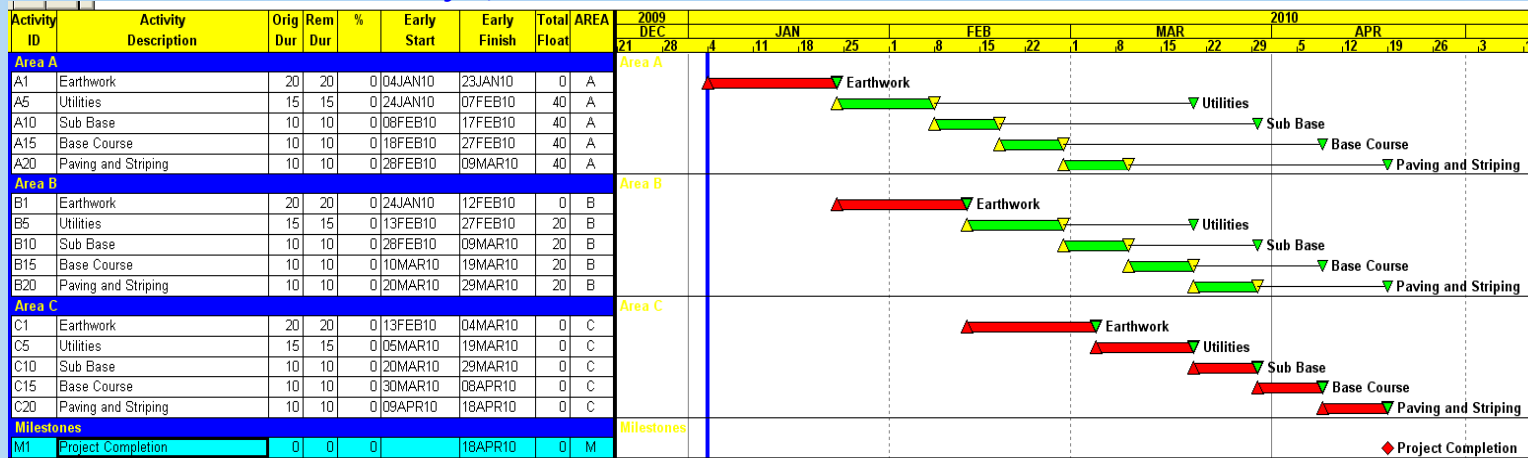 Activity ID Activity Description Orig Dur Rem Dur % Early Start Early Finish Total Float AREA
2009 2010
DEC JAN FEB MAR APR
21 28 4 11 18 25 1 8 15 22 1 8 15 22 29 5 12 19 26 3
Area A Area A
A1 Earthwork 20 20 0 04JAN10 23JAN10 0 A Earthwork
A5 Utilities 15 15 0 24JAN10 07FEB10 40 A Utilities
A10 Sub Base 10 10 0 08FEB10 17FEB10 40 A Sub Base
A15 Base Course 10 10 0 18FEB10 27FEB10 40 A Base Course
A20 Paving and Striping 10 10 0 28FEB10 09MAR10 40 A Paving and Striping
Area B Area B
B1 Earthwork 20 20 0 24JAN10 12FEB10 0 B Earthwork
B5 Utilities 15 15 0 13FEB10 27FEB10 20 B Utilities
B10 Sub Base 10 10 0 28FEB10 09MAR10 20 B Sub Base
B15 Base Course 10 10 0 10MAR10 19MAR10 20 B Base Course
B20 Paving and Striping 10 10 0 20MAR10 29MAR10 20 B Paving and Striping
Area C Area C
C1 Earthwork 20 20 0 13FEB10 04MAR10 0 C Earthwork
C5 Utilities 15 15 0 05MAR10 19MAR10 0 C Utilities
C10 Sub Base 10 10 0 20MAR10 29MAR10 0 C Sub Base
C15 Base Course 10 10 0 30MAR10 08APR10 0 C Base Course
C20 Paving and Striping 10 10 0 09APR10 18APR10 0 C Paving and Striping
Milestones Milestones
M1 Project Completion 0 0 0 18APR10 0 M Project Completion